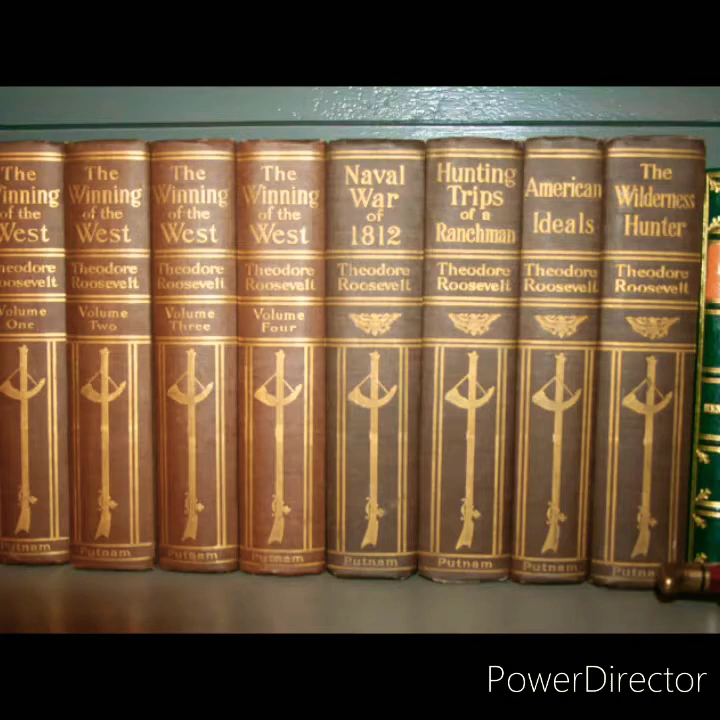 The
Winning
of the
West
Theodore
Roosevelt
Volume
One
Putnam
The
Winning
of the
West
Theodore
Roosevelt
Volume
Two
Putnam
The
Winning
of the
West
Theodore
Roosevelt
Volume
Three
Putnam
The
Winning
of the
West
Theodore
Roosevelt
Volume
Four
Putnam
Naval
War
of
1812
Theodore
Roosevelt
Putnam
Hunting
Trips
of a
Ranchman
Theodore
Roosevelt
Putnam
American
Ideals
Theodore
Roosevelt
Putnam
The
Wilderness
Hunter
Theodore
Roosevelt
Putnam
PowerDirector